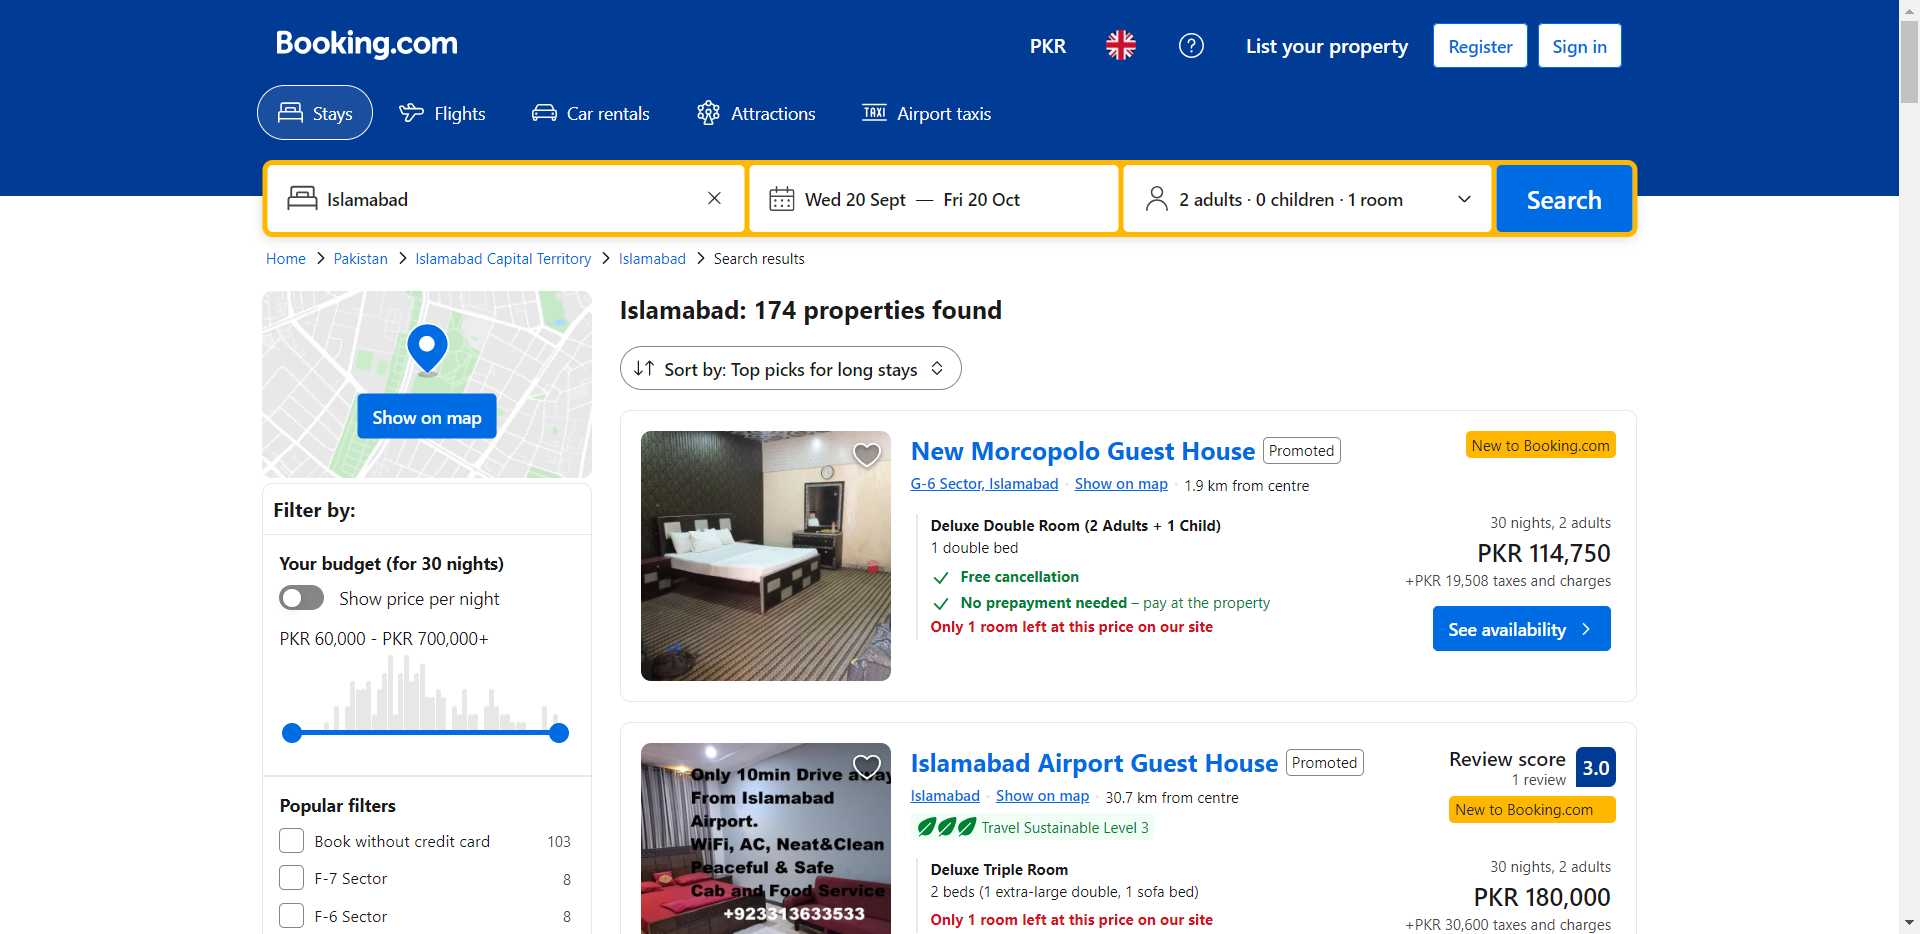 Booking.com
PKR
List your property
Register
Sign in
Stays
Flights
Car rentals
TAXI
Airport taxis
Attractions
Islamabad
Wed 20 Sept — Fri 20 Oct
2 adults · 0 children · 1 room
Search
Home > Pakistan > Islamabad Capital Territory > Islamabad > Search results
Show on map
Filter by:
Your budget (for 30 nights)
Show price per night
PKR 60,000 - PKR 700,000+
Popular filters
Book without credit card 103
F-7 Sector 8
F-6 Sector 8
Islamabad: 174 properties found
Sort by: Top picks for long stays
New Morcopolo Guest House Promoted
New to Booking.com
G-6 Sector, Islamabad · Show on map · 1.9 km from centre
Deluxe Double Room (2 Adults + 1 Child)
1 double bed
Free cancellation
No prepayment needed – pay at the property
Only 1 room left at this price on our site
30 nights, 2 adults
PKR 114,750
+PKR 19,508 taxes and charges
See availability
Only 10min Drive away
From Islamabad
Airport.
WiFi, AC, Neat&Clean
Peaceful & Safe
Cab and Food Service
+923313633533
Islamabad Airport Guest House Promoted
Islamabad · Show on map · 30.7 km from centre
Travel Sustainable Level 3
Review score
1 review
3.0
New to Booking.com
Deluxe Triple Room
2 beds (1 extra-large double, 1 sofa bed)
Only 1 room left at this price on our site
30 nights, 2 adults
PKR 180,000
+PKR 30,600 taxes and charges